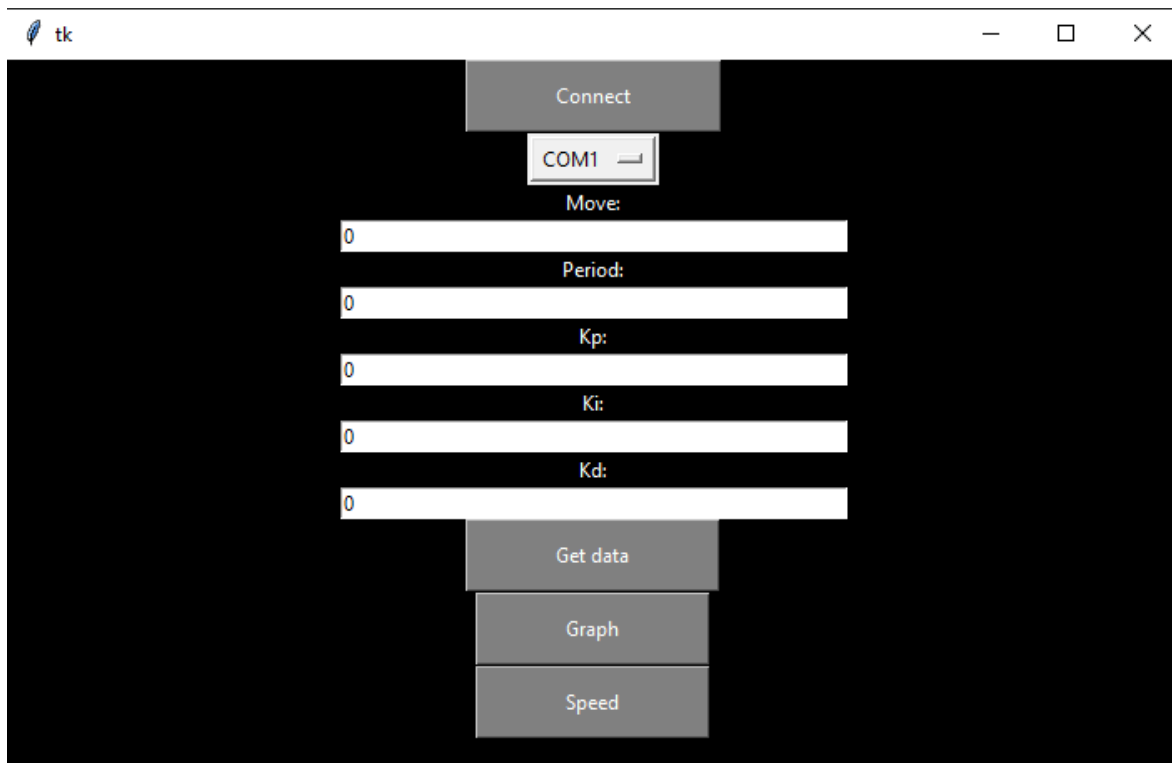 tk
Connect
COM1
Move:
0
Period:
0
Kp:
0
Ki:
0
Kd:
0
Get data
Graph
Speed